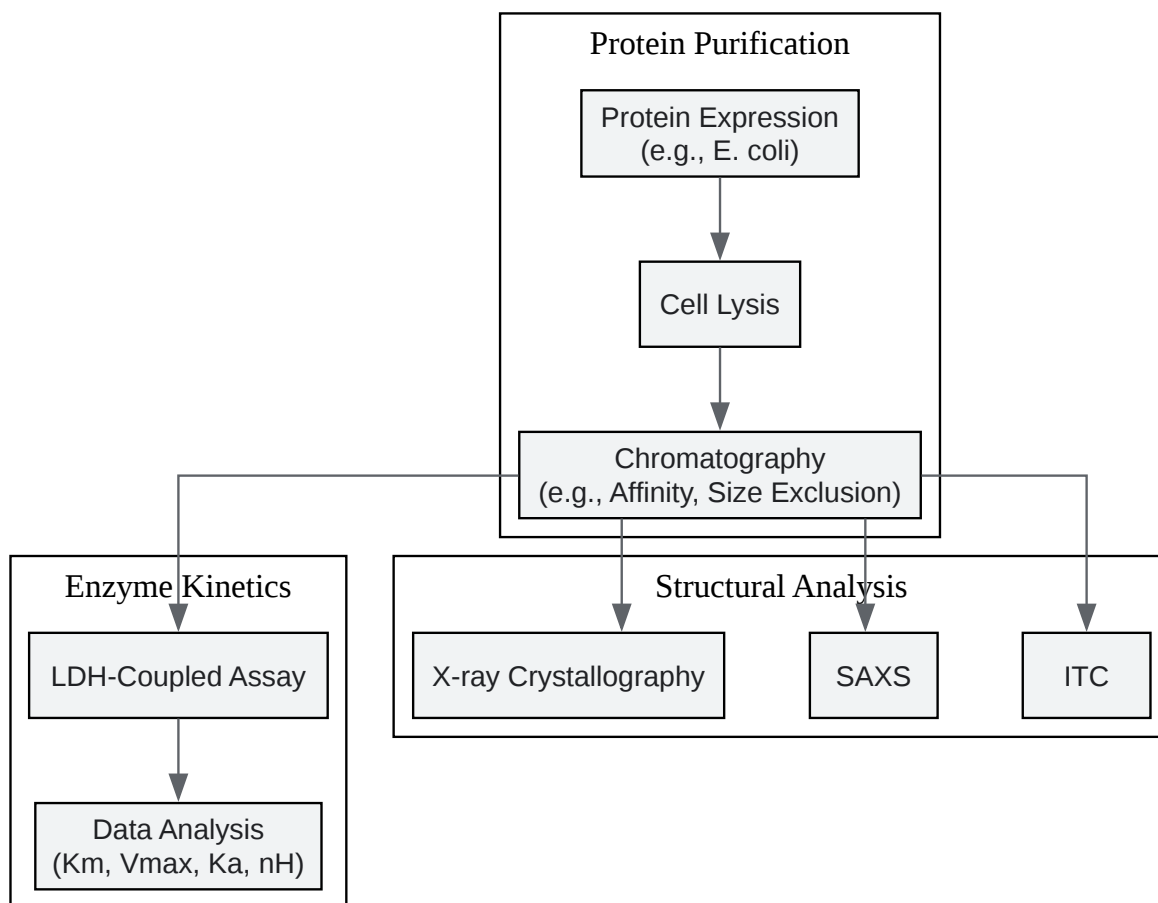 Protein Purification
Protein Expression
(e.g., E. coli)
Cell Lysis
Chromatography
(e.g., Affinity, Size Exclusion)
Enzyme Kinetics
LDH-Coupled Assay
Data Analysis
(Km, Vmax, Ka, nH)
Structural Analysis
X-ray Crystallography
SAXS
ITC